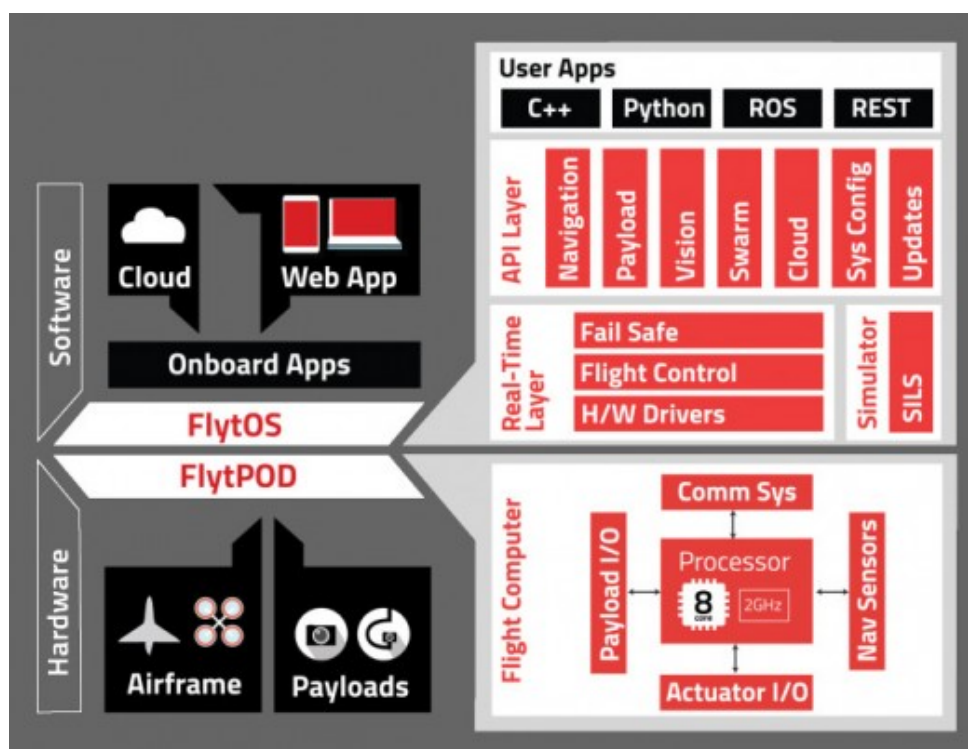 Software
Cloud
Web App
Onboard Apps
FlytOS
Hardware
FlytPOD
Airframe
Payloads
User Apps
C++
Python
ROS
REST
API Layer
Navigation
Payload
Vision
Swarm
Cloud
Sys Config
Updates
Real-Time
Layer
Fail Safe
Flight Control
H/W Drivers
Simulator
SILS
Flight Computer
Comm Sys
Payload I/O
Processor
8
core
2GHz
Nav Sensors
Actuator I/O